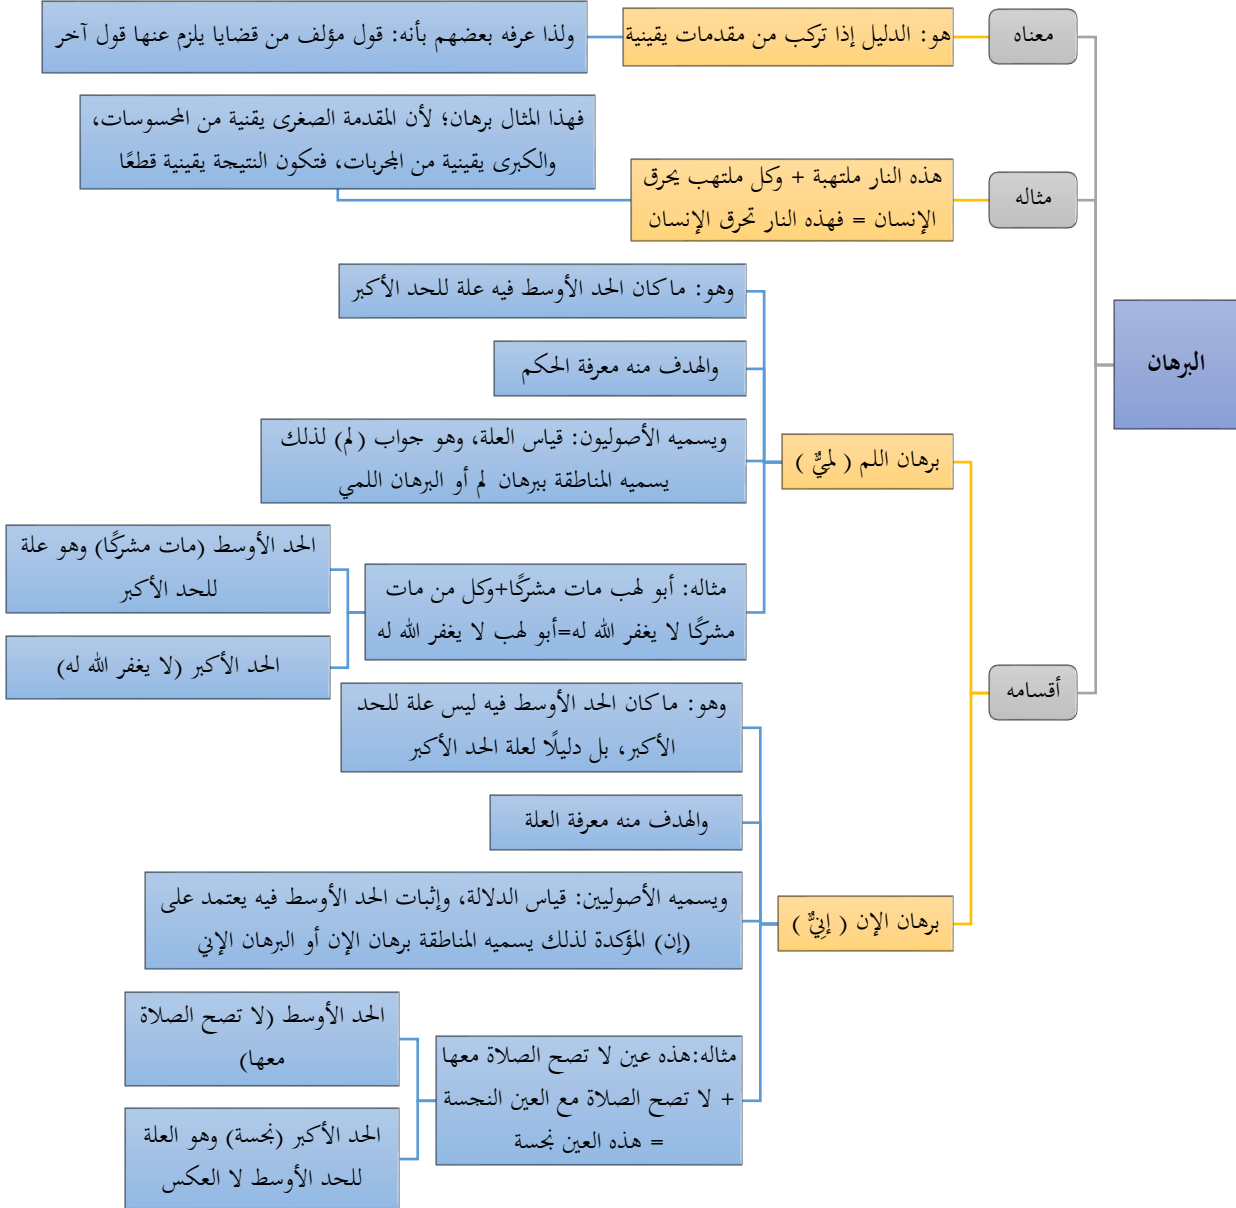 البرهان
معناه
هو: الدليل إذا تركب من مقدمات يقينية
ولذا عرفه بعضهم بأنه: قول مؤلف من قضايا يلزم عنها قول آخر
مثاله
هذه النار ملتهبة + وكل ملتهب يحرق
الإنسان = فهذه النار تحرق الإنسان
فهذا المثال برهان؛ لأن المقدمة الصغرى يقنية من المحسوسات،
والكبرى يقينية من المجربات، فتكون النتيجة يقينية قطعًا
أقسامه
برهان اللم ( لميٌّ )
وهو: ماكان الحد الأوسط فيه علة للحد الأكبر
والهدف منه معرفة الحكم
ويسميه الأصوليون: قياس العلة، وهو جواب (لم) لذلك
يسميه المناطقة ببرهان لم أو البرهان اللمي
مثاله: أبو لهب مات مشركًا+وكل من مات
مشركًا لا يغفر الله له=أبو لهب لا يغفر الله له
الحد الأوسط (مات مشركًا) وهو علة
للحد الأكبر
الحد الأكبر (لا يغفر الله له)
برهان الإن ( إنِيٌّ )
وهو: ماكان الحد الأوسط فيه ليس علة للحد
الأكبر، بل دليلًا لعلة الحد الأكبر
والهدف منه معرفة العلة
ويسميه الأصوليين: قياس الدلالة، وإثبات الحد الأوسط فيه يعتمد على
(إن) المؤكدة لذلك يسميه المناطقة برهان الإن أو البرهان الإني
مثاله:هذه عين لا تصح الصلاة معها
+ لا تصح الصلاة مع العين النجسة
= هذه العين نجسة
الحد الأوسط (لا تصح الصلاة
معها)
الحد الأكبر (نجسة) وهو العلة
للحد الأوسط لا العكس